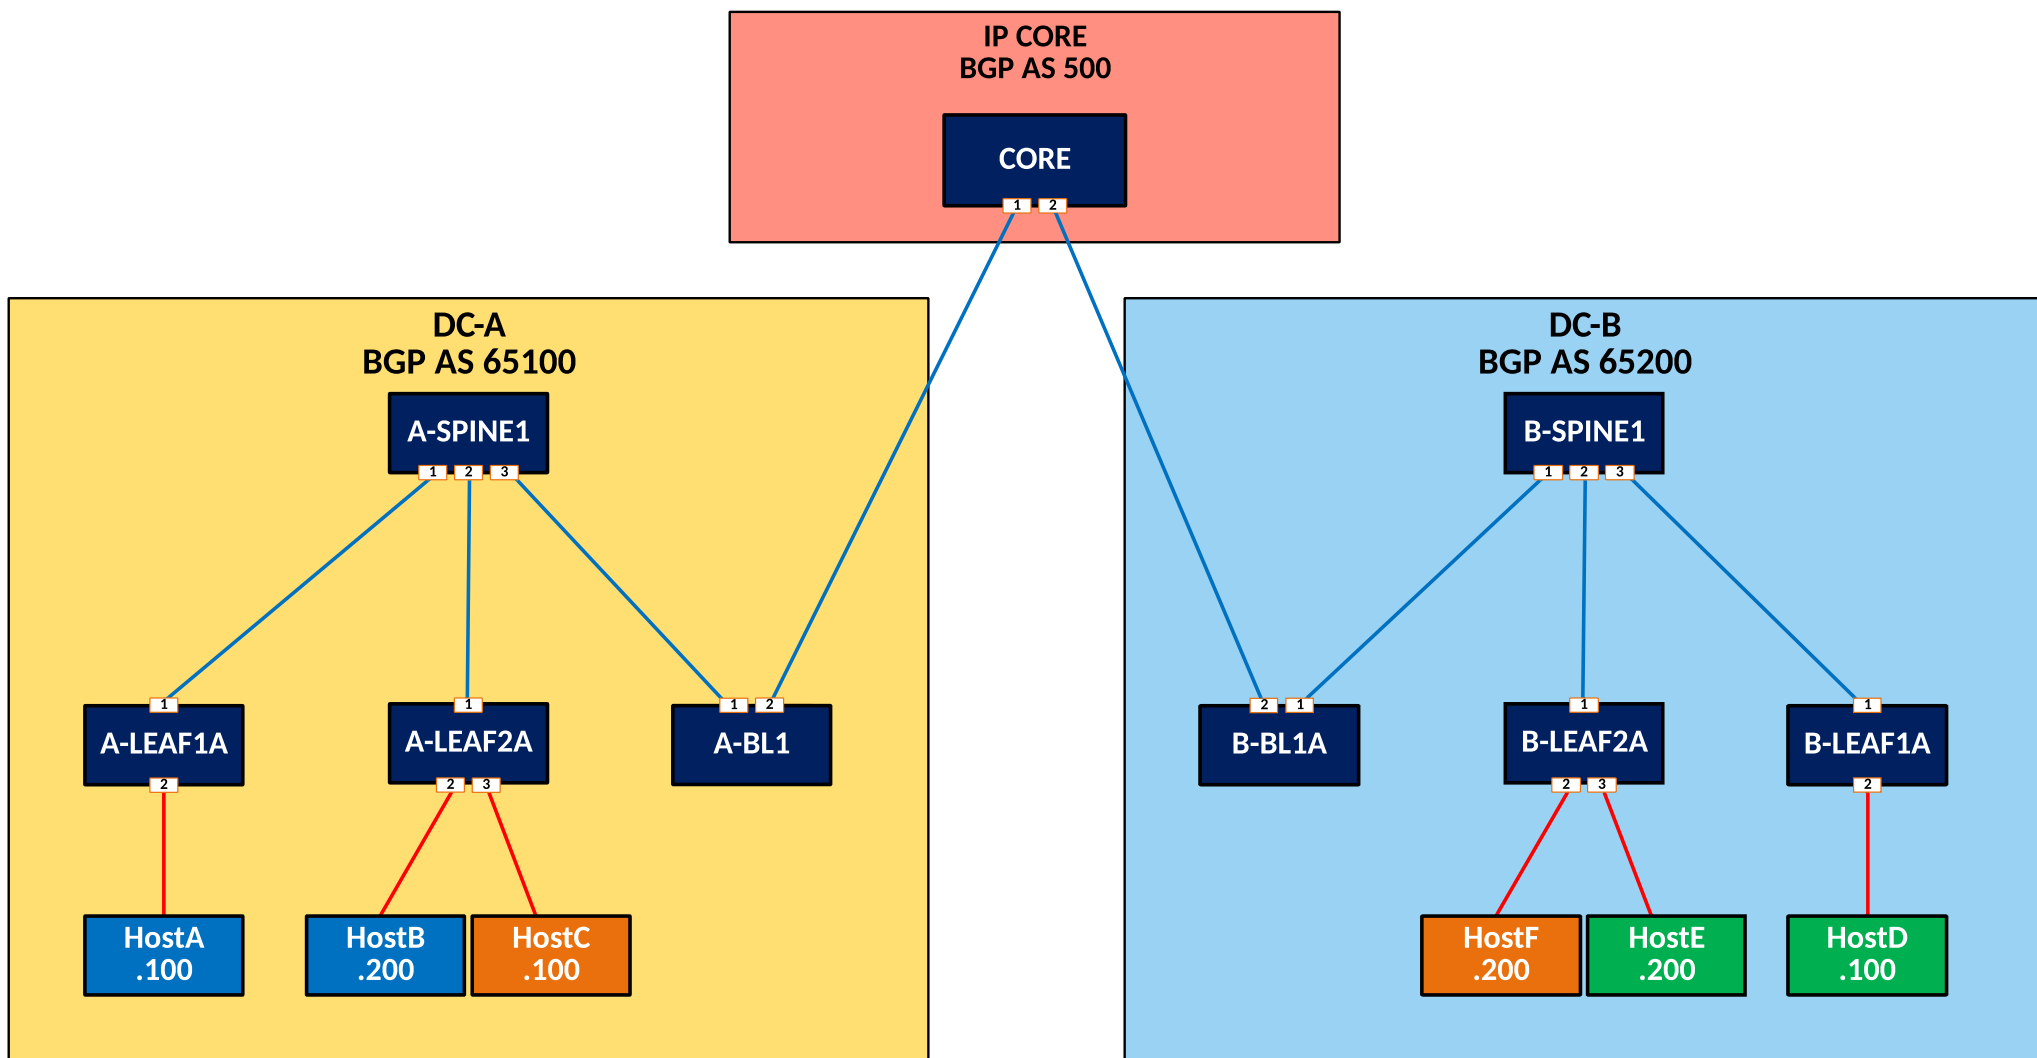 IP CORE
BGP AS 500
CORE
1 2
DC-A
BGP AS 65100
A-SPINE1
1 2 3
1
A-LEAF1A
2
1
A-LEAF2A
2 3
1 2
A-BL1
HostA
.100
HostB
.200
HostC
.100
DC-B
BGP AS 65200
B-SPINE1
1 2 3
2 1
B-BL1A
1
B-LEAF2A
2 3
1
B-LEAF1A
2
HostF
.200
HostE
.200
HostD
.100